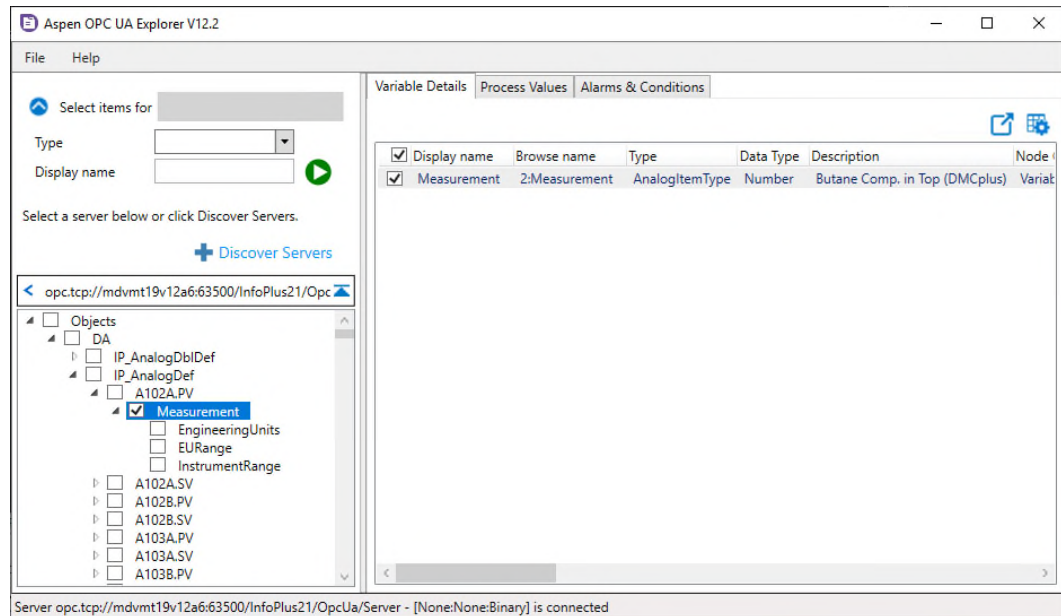 Aspen OPC UA Explorer V12.2
File Help
Select items for
Type
Display name
Select a server below or click Discover Servers.
Discover Servers
opc.tcp://mdvmt19v12a6:63500/InfoPlus21/Opc
Objects
DA
IP_AnalogDblDef
IP_AnalogDef
A102A.PV
Measurement
EngineeringUnits
EURange
InstrumentRange
A102A.SV
A102B.PV
A102B.SV
A103A.PV
A103A.SV
A103B.PV
Variable Details Process Values Alarms & Conditions
Display name Browse name Type Data Type Description Node
Measurement 2:Measurement AnalogItemType Number Butane Comp. in Top (DMCplus) Variab
Server opc.tcp://mdvmt19v12a6:63500/InfoPlus21/OpcUa/Server - [None:None:Binary] is connected